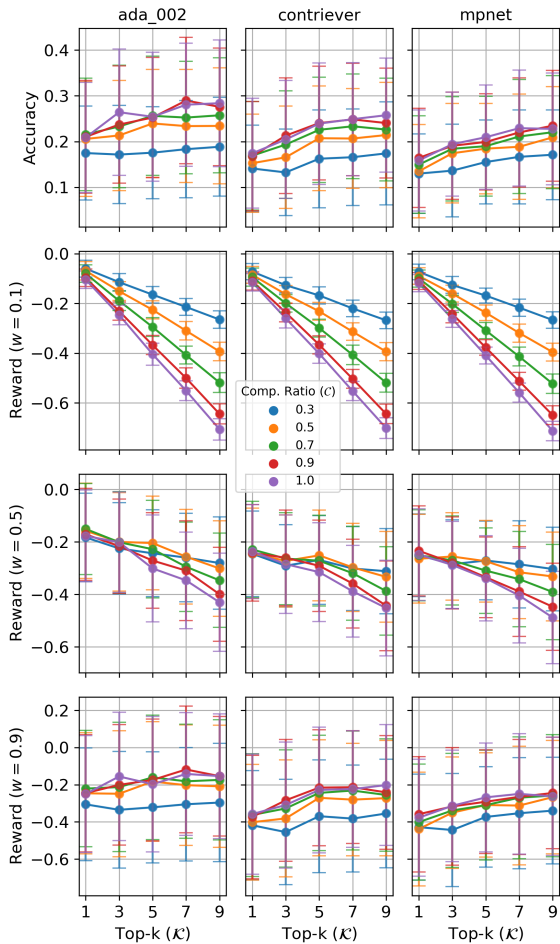 ada_002 contriever mpnet
Accuracy
0.4
0.3
0.2
0.1
Reward (w = 0.1)
0.0
−0.2
−0.4
−0.6
Comp. Ratio (𝒞)
0.3
0.5
0.7
0.9
1.0
Reward (w = 0.5)
0.0
−0.2
−0.4
−0.6
Reward (w = 0.9)
0.2
0.0
−0.2
−0.4
−0.6
1 3 5 7 9 1 3 5 7 9 1 3 5 7 9
Top-k (𝒦) Top-k (𝒦) Top-k (𝒦)